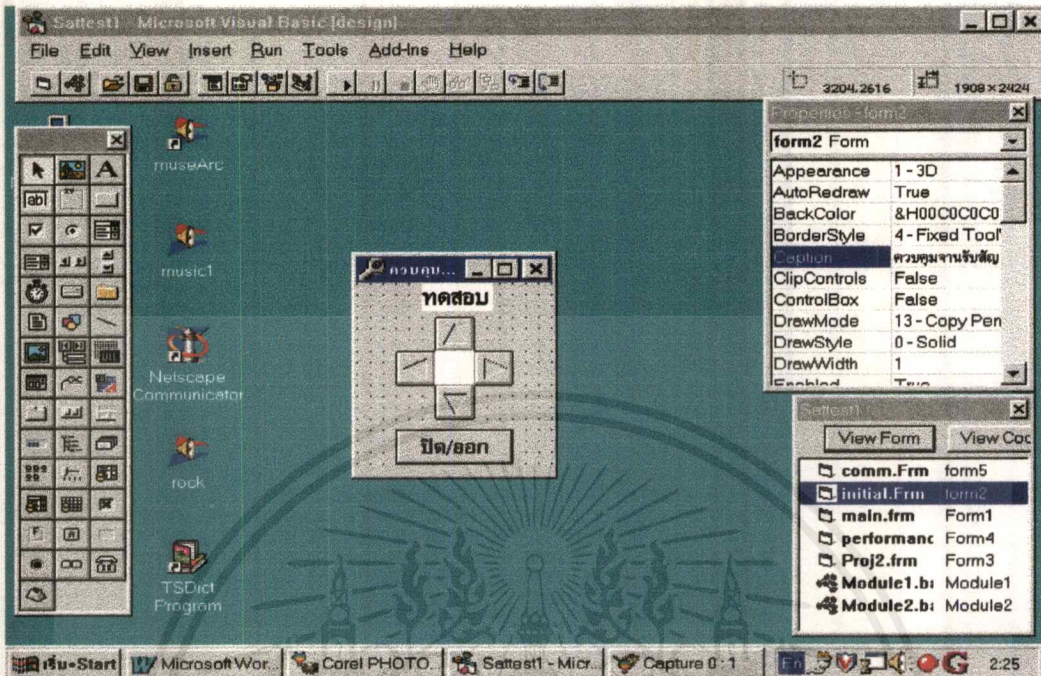 Sattest1 - Microsoft Visual Basic [design]
File Edit View Insert Run Tools Add-Ins Help
3204,2616 1908×2424
museArc
music1
Netscape
Communicator
rock
TSDict
Program
ควบคุม...
ทดสอบ
ปิด/ออก
Properties - form2
form2 Form
Appearance 1 - 3D
AutoRedraw True
BackColor &H00C0C0C0
BorderStyle 4 - Fixed Tool
Caption ควบคุมจานรับสัญ
ClipControls False
ControlBox False
DrawMode 13 - Copy Pen
DrawStyle 0 - Solid
DrawWidth 1
Enabled True
Sattest1
View Form View Coc
comm.Frm form5
initial.Frm form2
main.frm Form1
performanc Form4
Proj2.frm Form3
Module1.ba Module1
Module2.ba Module2
เริ่ม•Start Microsoft Wor... Corel PHOTO... Sattest1 - Micr... Capture 0 : 1 En 2:25